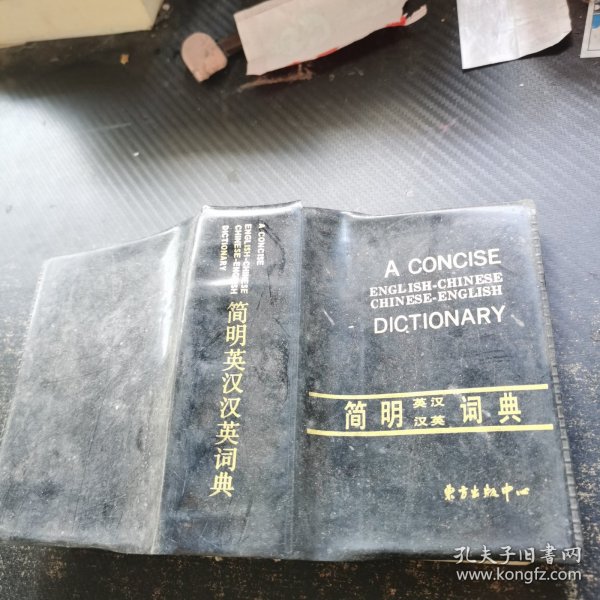 A CONCISE
ENGLISH-CHINESE
CHINESE-ENGLISH
DICTIONARY
简明英汉汉英词典
A CONCISE
ENGLISH-CHINESE
CHINESE-ENGLISH
DICTIONARY
简明 英汉 词典
汉英
东方出版中心
孔夫子旧书网
www.kongfz.com